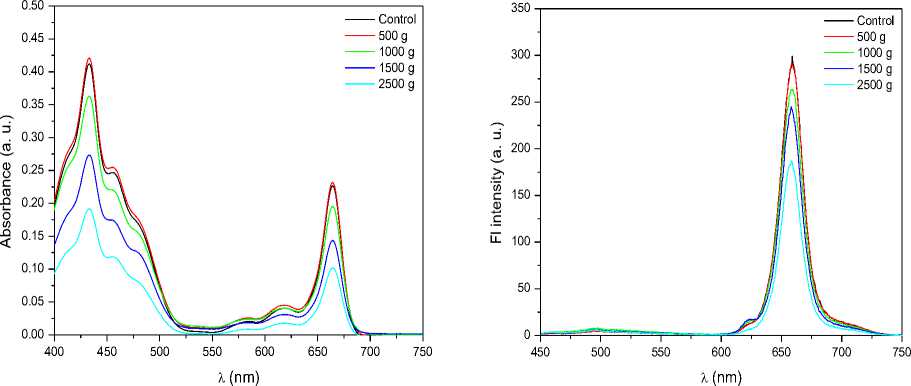 0.50
0.45
0.40
0.35
0.30
0.25
0.20
0.15
0.10
0.05
0.00
Absorbance (a. u.)
400
450
500
550
600
650
700
750
λ (nm)
Control
500 g
1000 g
1500 g
2500 g
350
300
250
200
150
100
50
0
FI intensity (a. u.)
450
500
550
600
650
700
750
λ (nm)
Control
500 g
1000 g
1500 g
2500 g